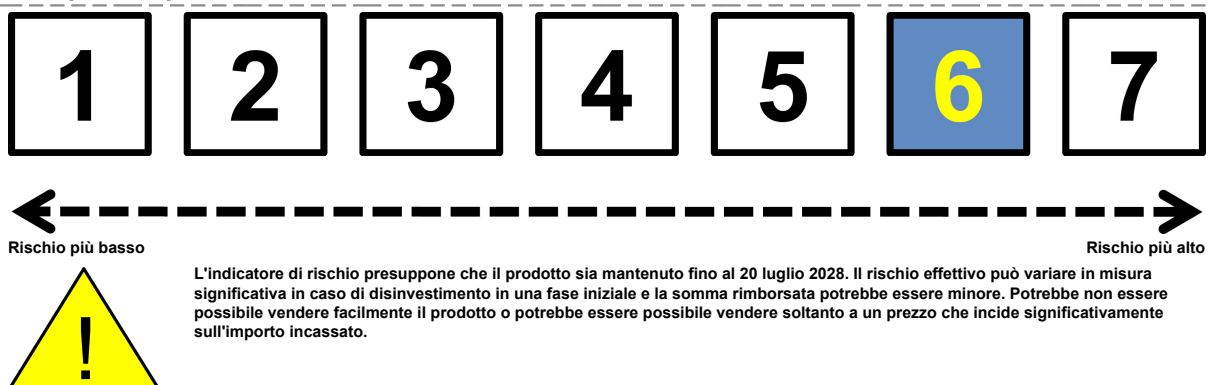 1 2 3 4 5 6 7
Rischio più basso Rischio più alto
L'indicatore di rischio presuppone che il prodotto sia mantenuto fino al 20 luglio 2028. Il rischio effettivo può variare in misura
significativa in caso di disinvestimento in una fase iniziale e la somma rimborsata potrebbe essere minore. Potrebbe non essere
possibile vendere facilmente il prodotto o potrebbe essere possibile vendere soltanto a un prezzo che incide significativamente
sull'importo incassato.
!